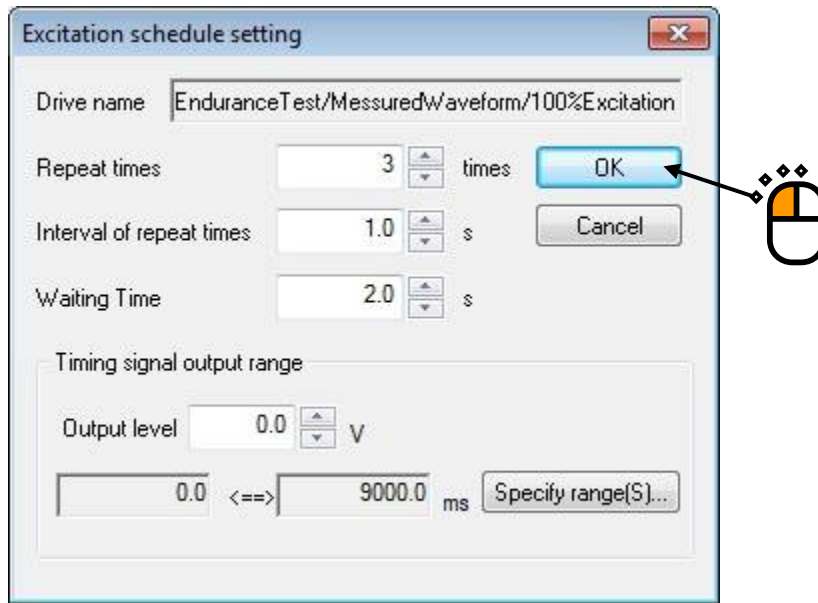 Excitation schedule setting
Drive name EnduranceTest/MessuredWaveform/100%Excitation
Repeat times 3 times OK
Interval of repeat times 1.0 s Cancel
Waiting Time 2.0 s
Timing signal output range
Output level 0.0 V
0.0 <==> 9000.0 ms Specify range(S)...